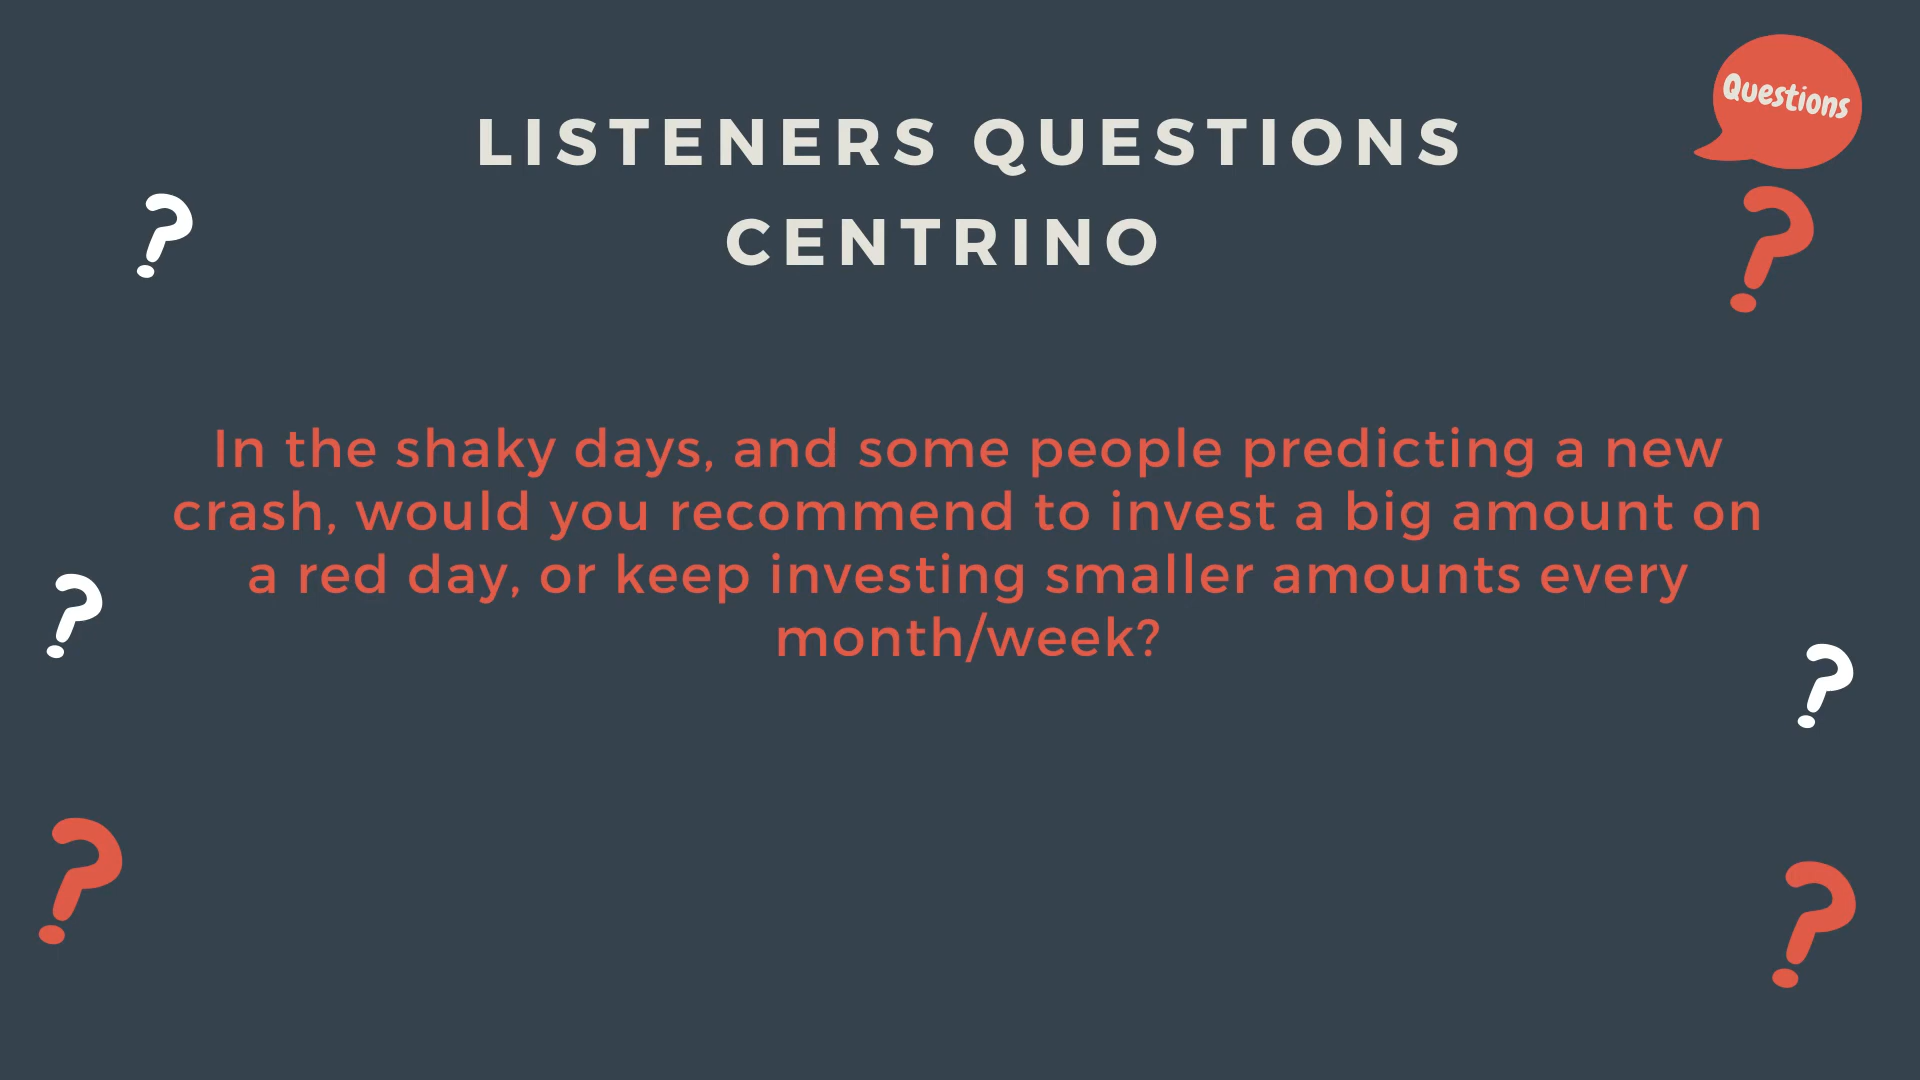 Questions
LISTENERS QUESTIONS
CENTRINO
In the shaky days, and some people predicting a new
crash, would you recommend to invest a big amount on
a red day, or keep investing smaller amounts every
month/week?